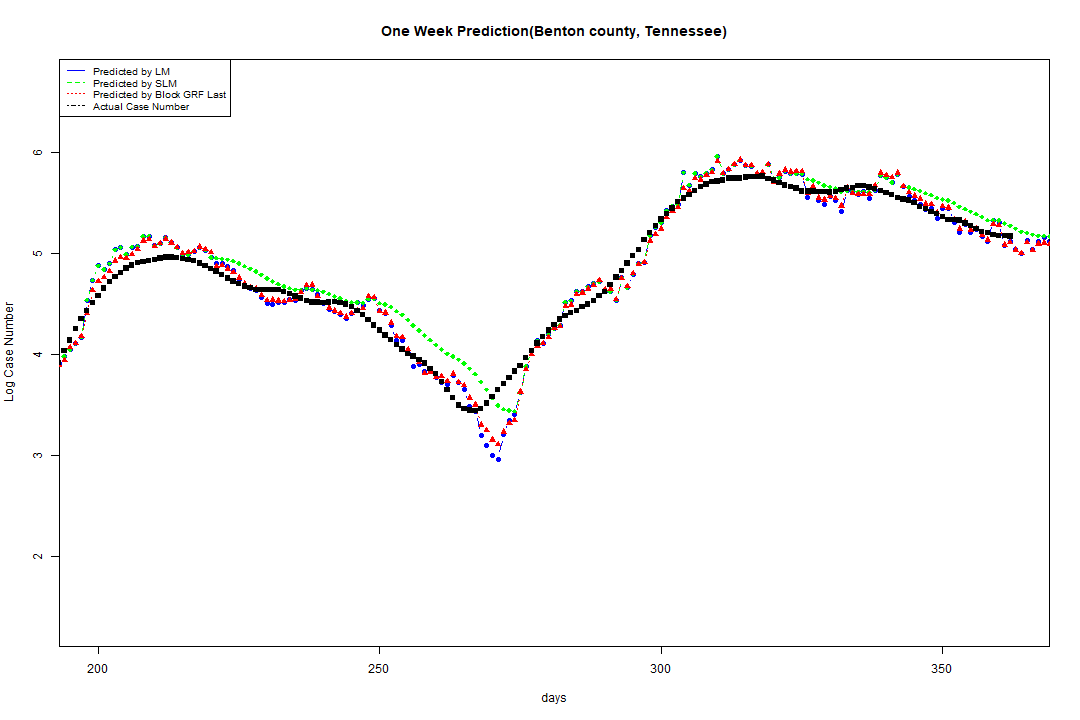 One Week Prediction(Benton county, Tennessee)
Predicted by LM
Predicted by SLM
Predicted by Block GRF Last
Actual Case Number
6
5
4
3
2
Log Case Number
200 250 300 350
days